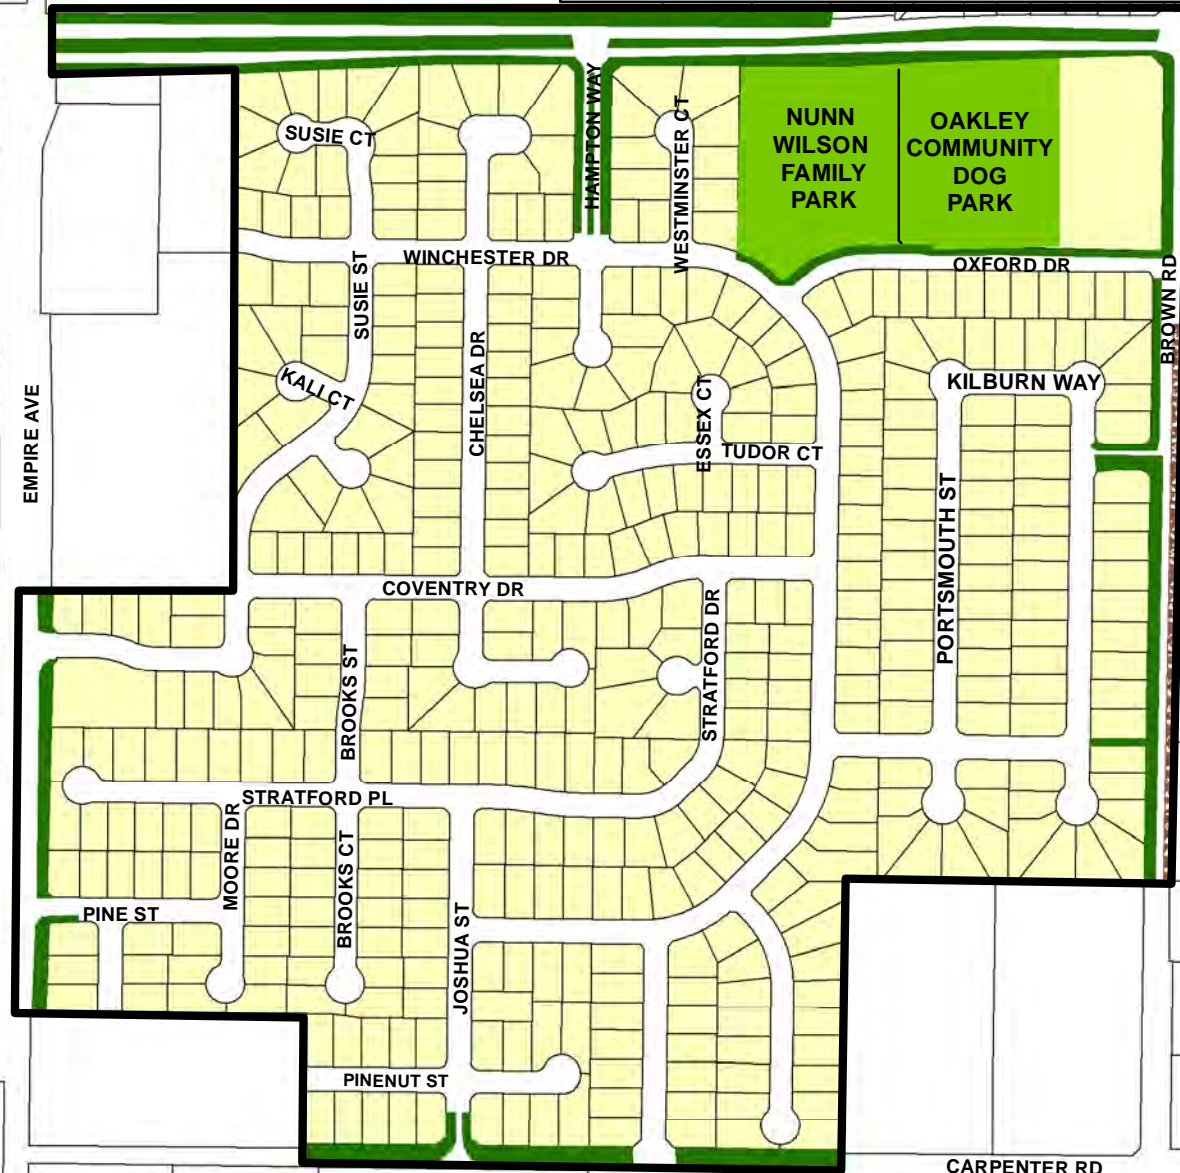 HAMPTON WAY
WESTMINSTER CT
SUSIE CT
NUNN
WILSON
FAMILY
PARK
OAKLEY
COMMUNITY
DOG
PARK
WINCHESTER DR
OXFORD DR
SUSIE ST
BROWN RD
CHELSEA DR
KALI CT
ESSEX CT
KILBURN WAY
EMPIRE AVE
TUDOR CT
PORTSMOUTH ST
COVENTRY DR
STRATFORD DR
BROOKS ST
STRATFORD PL
MOORE DR
BROOKS CT
PINE ST
JOSHUA ST
PINENUT ST
CARPENTER RD